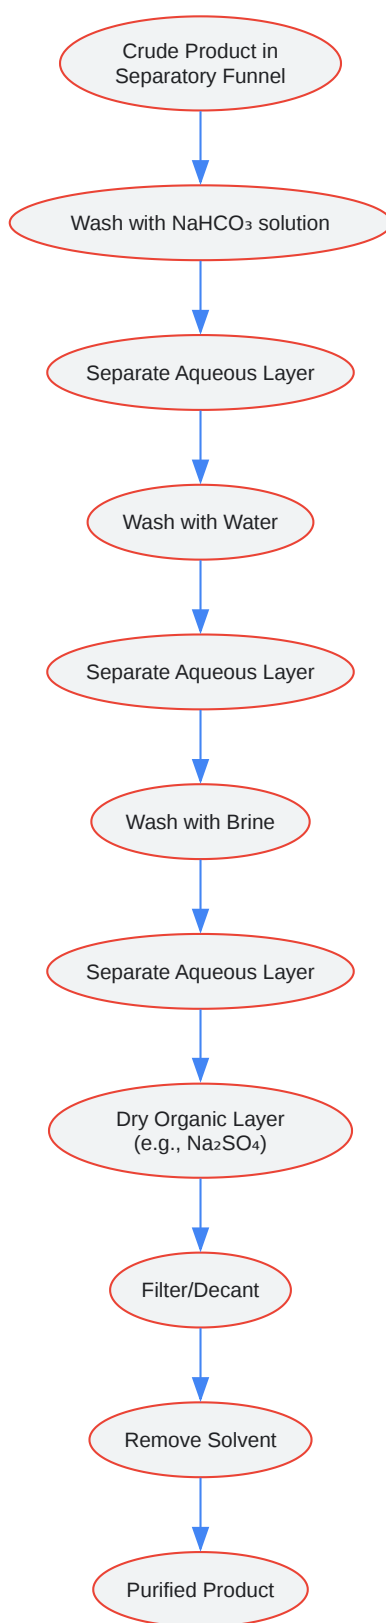 Crude Product in
Separatory Funnel
Wash with NaHCO₃ solution
Separate Aqueous Layer
Wash with Water
Separate Aqueous Layer
Wash with Brine
Separate Aqueous Layer
Dry Organic Layer
(e.g., Na₂SO₄)
Filter/Decant
Remove Solvent
Purified Product